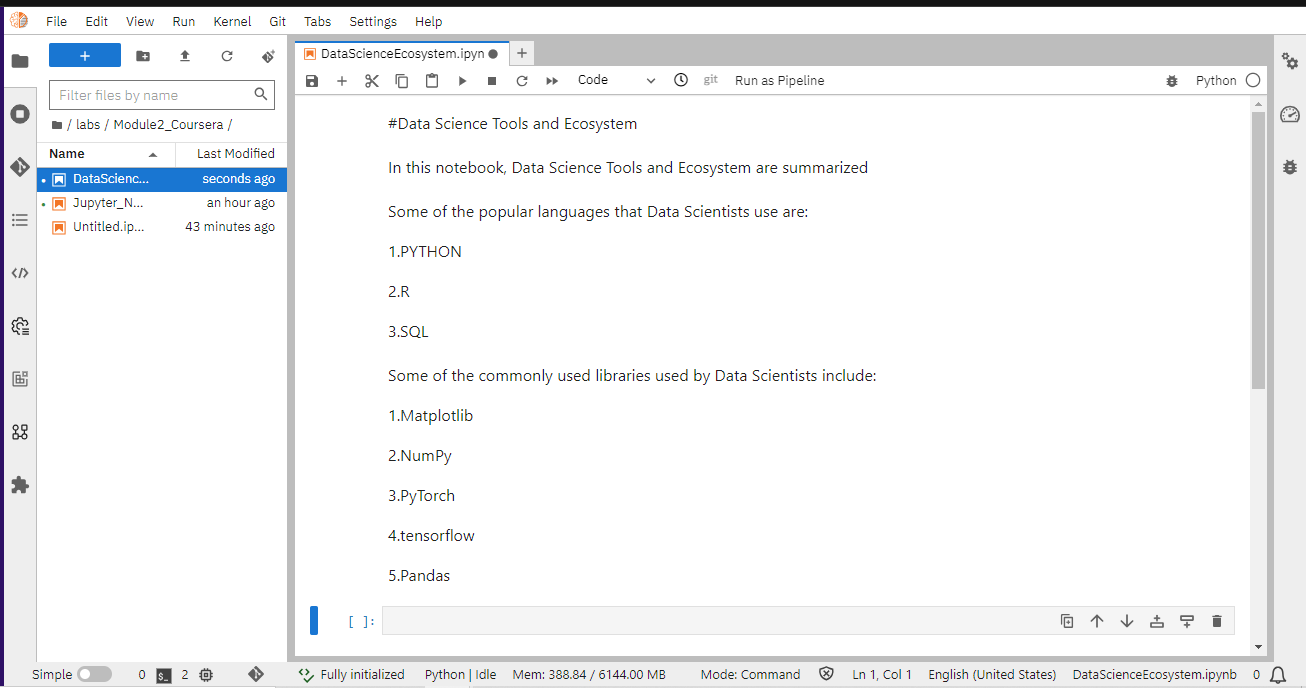 File Edit View Run Kernel Git Tabs Settings Help
+
Filter files by name
/ labs / Module2_Coursera /
Name Last Modified
DataScienc... seconds ago
Jupyter_N... an hour ago
Untitled.ip... 43 minutes ago
DataScienceEcosystem.ipyn
+
+ Code git Run as Pipeline Python
#Data Science Tools and Ecosystem
In this notebook, Data Science Tools and Ecosystem are summarized
Some of the popular languages that Data Scientists use are:
1.PYTHON
2.R
3.SQL
Some of the commonly used libraries used by Data Scientists include:
1.Matplotlib
2.NumPy
3.PyTorch
4.tensorflow
5.Pandas
[ ]:
Simple 0 $_ 2 Fully initialized Python | Idle Mem: 388.84 / 6144.00 MB Mode: Command Ln 1, Col 1 English (United States) DataScienceEcosystem.ipynb 0